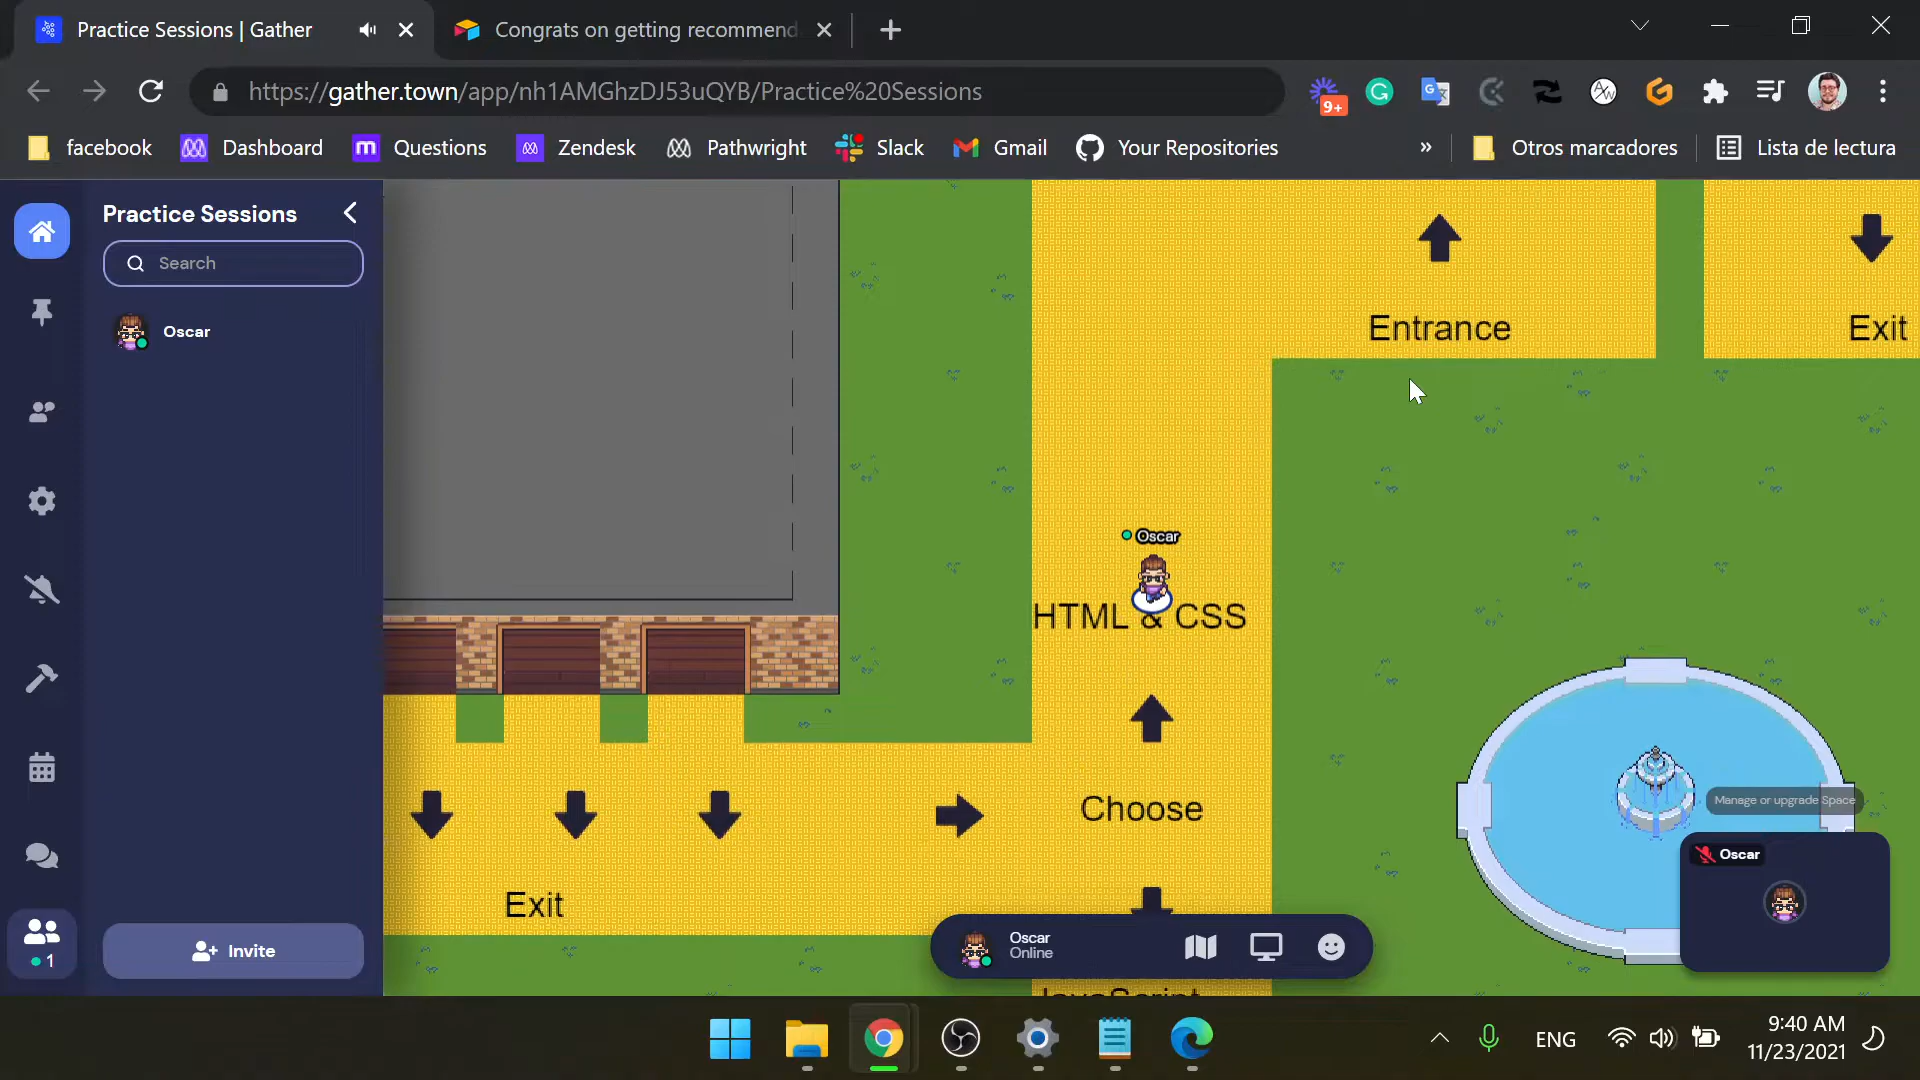 Practice Sessions | Gather
Congrats on getting recommend
https://gather.town/app/nh1AMGhzDJ53uQYB/Practice%20Sessions
9+
facebook
Dashboard
Questions
Zendesk
Pathwright
Slack
Gmail
Your Repositories
»
Otros marcadores
Lista de lectura
Practice Sessions
Search
Oscar
1
Invite
Entrance
Exit
Oscar
HTML & CSS
Choose
Exit
JavaScript
Manage or upgrade Space
Oscar
Oscar
Online
ENG
9:40 AM
11/23/2021